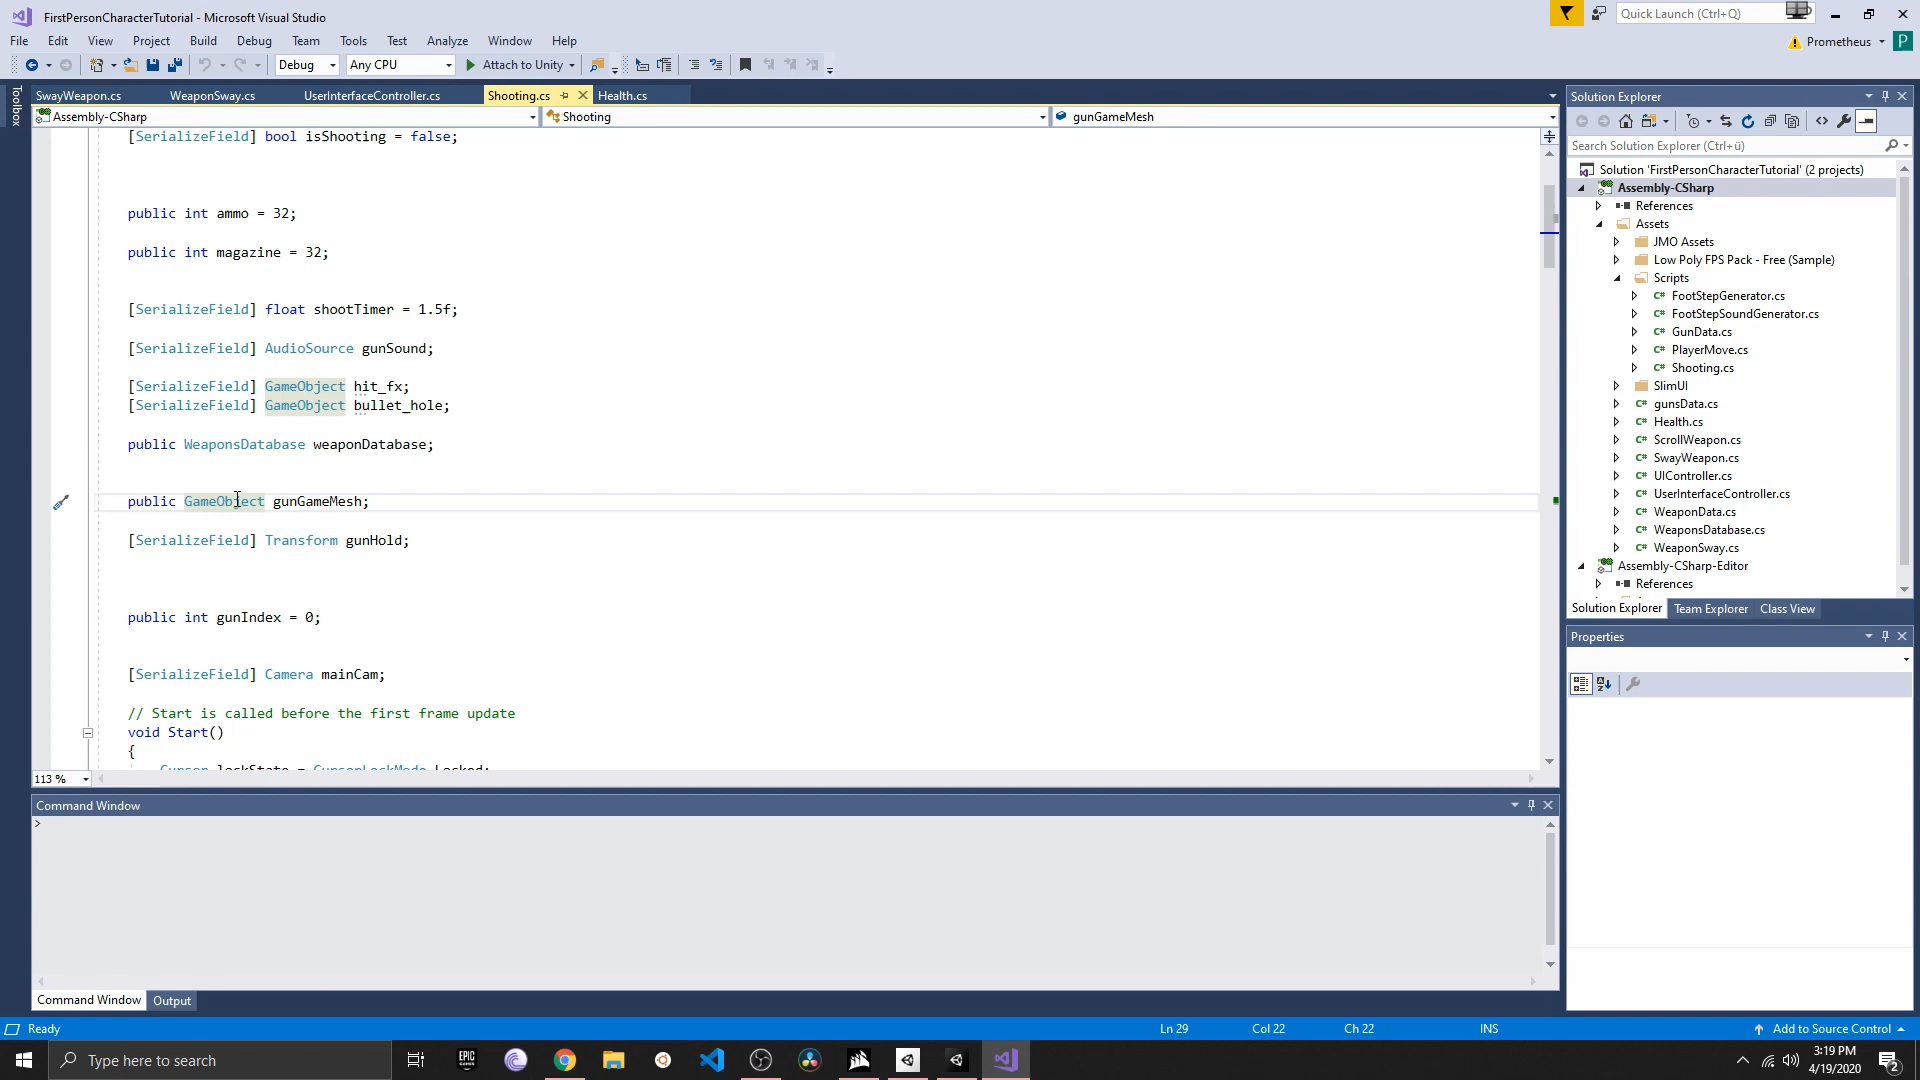 FirstPersonCharacterTutorial - Microsoft Visual Studio
Quick Launch (Ctrl+Q)
File Edit View Project Build Debug Team Tools Test Analyze Window Help
Prometheus P
Debug Any CPU Attach to Unity
Toolbox
SwayWeapon.cs WeaponSway.cs UserInterfaceController.cs Shooting.cs Health.cs
Assembly-CSharp Shooting gunGameMesh
[SerializeField] bool isShooting = false;
public int ammo = 32;
public int magazine = 32;
[SerializeField] float shootTimer = 1.5f;
[SerializeField] AudioSource gunSound;
[SerializeField] GameObject hit_fx;
[SerializeField] GameObject bullet_hole;
public WeaponsDatabase weaponDatabase;
public GameObject gunGameMesh;
[SerializeField] Transform gunHold;
public int gunIndex = 0;
[SerializeField] Camera mainCam;
// Start is called before the first frame update
void Start()
{
Cursor.lockState = CursorLockMode.Locked;
113 %
Command Window
>
Command Window Output
Solution Explorer
Search Solution Explorer (Ctrl+ü)
Solution 'FirstPersonCharacterTutorial' (2 projects)
Assembly-CSharp
References
Assets
JMO Assets
Low Poly FPS Pack - Free (Sample)
Scripts
C# FootStepGenerator.cs
C# FootStepSoundGenerator.cs
C# GunData.cs
C# PlayerMove.cs
C# Shooting.cs
SlimUI
C# gunsData.cs
C# Health.cs
C# ScrollWeapon.cs
C# SwayWeapon.cs
C# UIController.cs
C# UserInterfaceController.cs
C# WeaponData.cs
C# WeaponsDatabase.cs
C# WeaponSway.cs
Assembly-CSharp-Editor
References
Solution Explorer Team Explorer Class View
Properties
Ready Ln 29 Col 22 Ch 22 INS Add to Source Control
Type here to search
EPIC GAMES
3:19 PM
4/19/2020
2